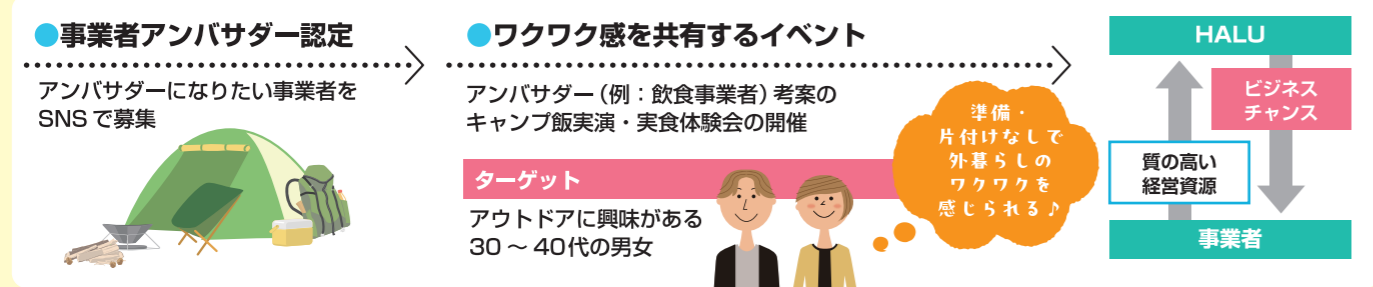 ●事業者アンバサダー認定
アンバサダーになりたい事業者を
SNSで募集
●ワクワク感を共有するイベント
アンバサダー（例：飲食事業者）考案の
キャンプ飯実演・実食体験会の開催
ターゲット
アウトドアに興味がある
30～40代の男女
準備・
片付けなしで
外暮らしの
ワクワクを
感じられる♪
HALU
ビジネス
チャンス
質の高い
経営資源
事業者